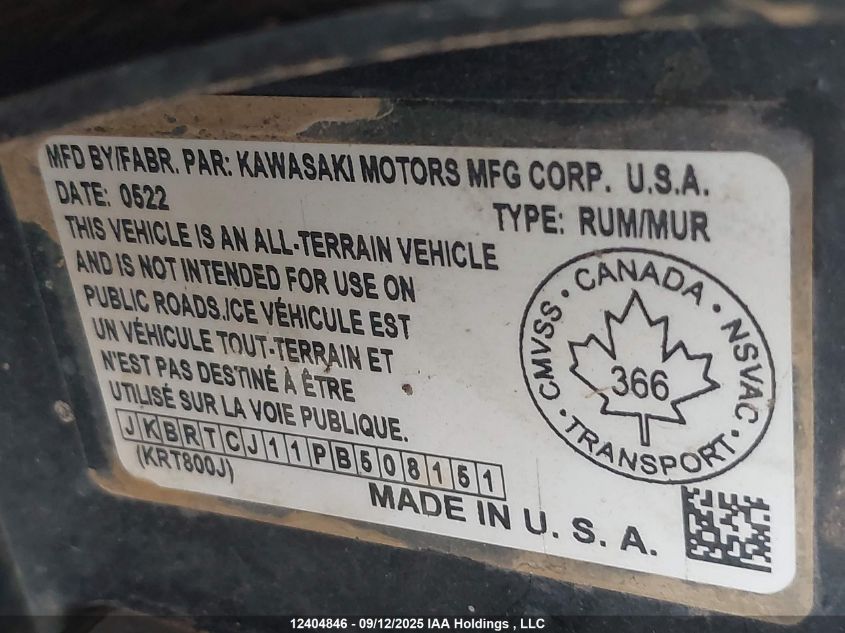 MFD BY/FABR. PAR: KAWASAKI MOTORS MFG CORP. U.S.A.
DATE: 0522
TYPE: RUM/MUR
THIS VEHICLE IS AN ALL-TERRAIN VEHICLE
AND IS NOT INTENDED FOR USE ON
PUBLIC ROADS./CE VÉHICULE EST
UN VÉHICULE TOUT-TERRAIN ET
N'EST PAS DESTINÉ À ÊTRE
UTILISÉ SUR LA VOIE PUBLIQUE.
JKBRTCJ11PB508151
(KRT800J)
MADE IN U. S. A.
CMVSS • CANADA • NSVAC • TRANSPORT •
366
12404846 - 09/12/2025 IAA Holdings , LLC